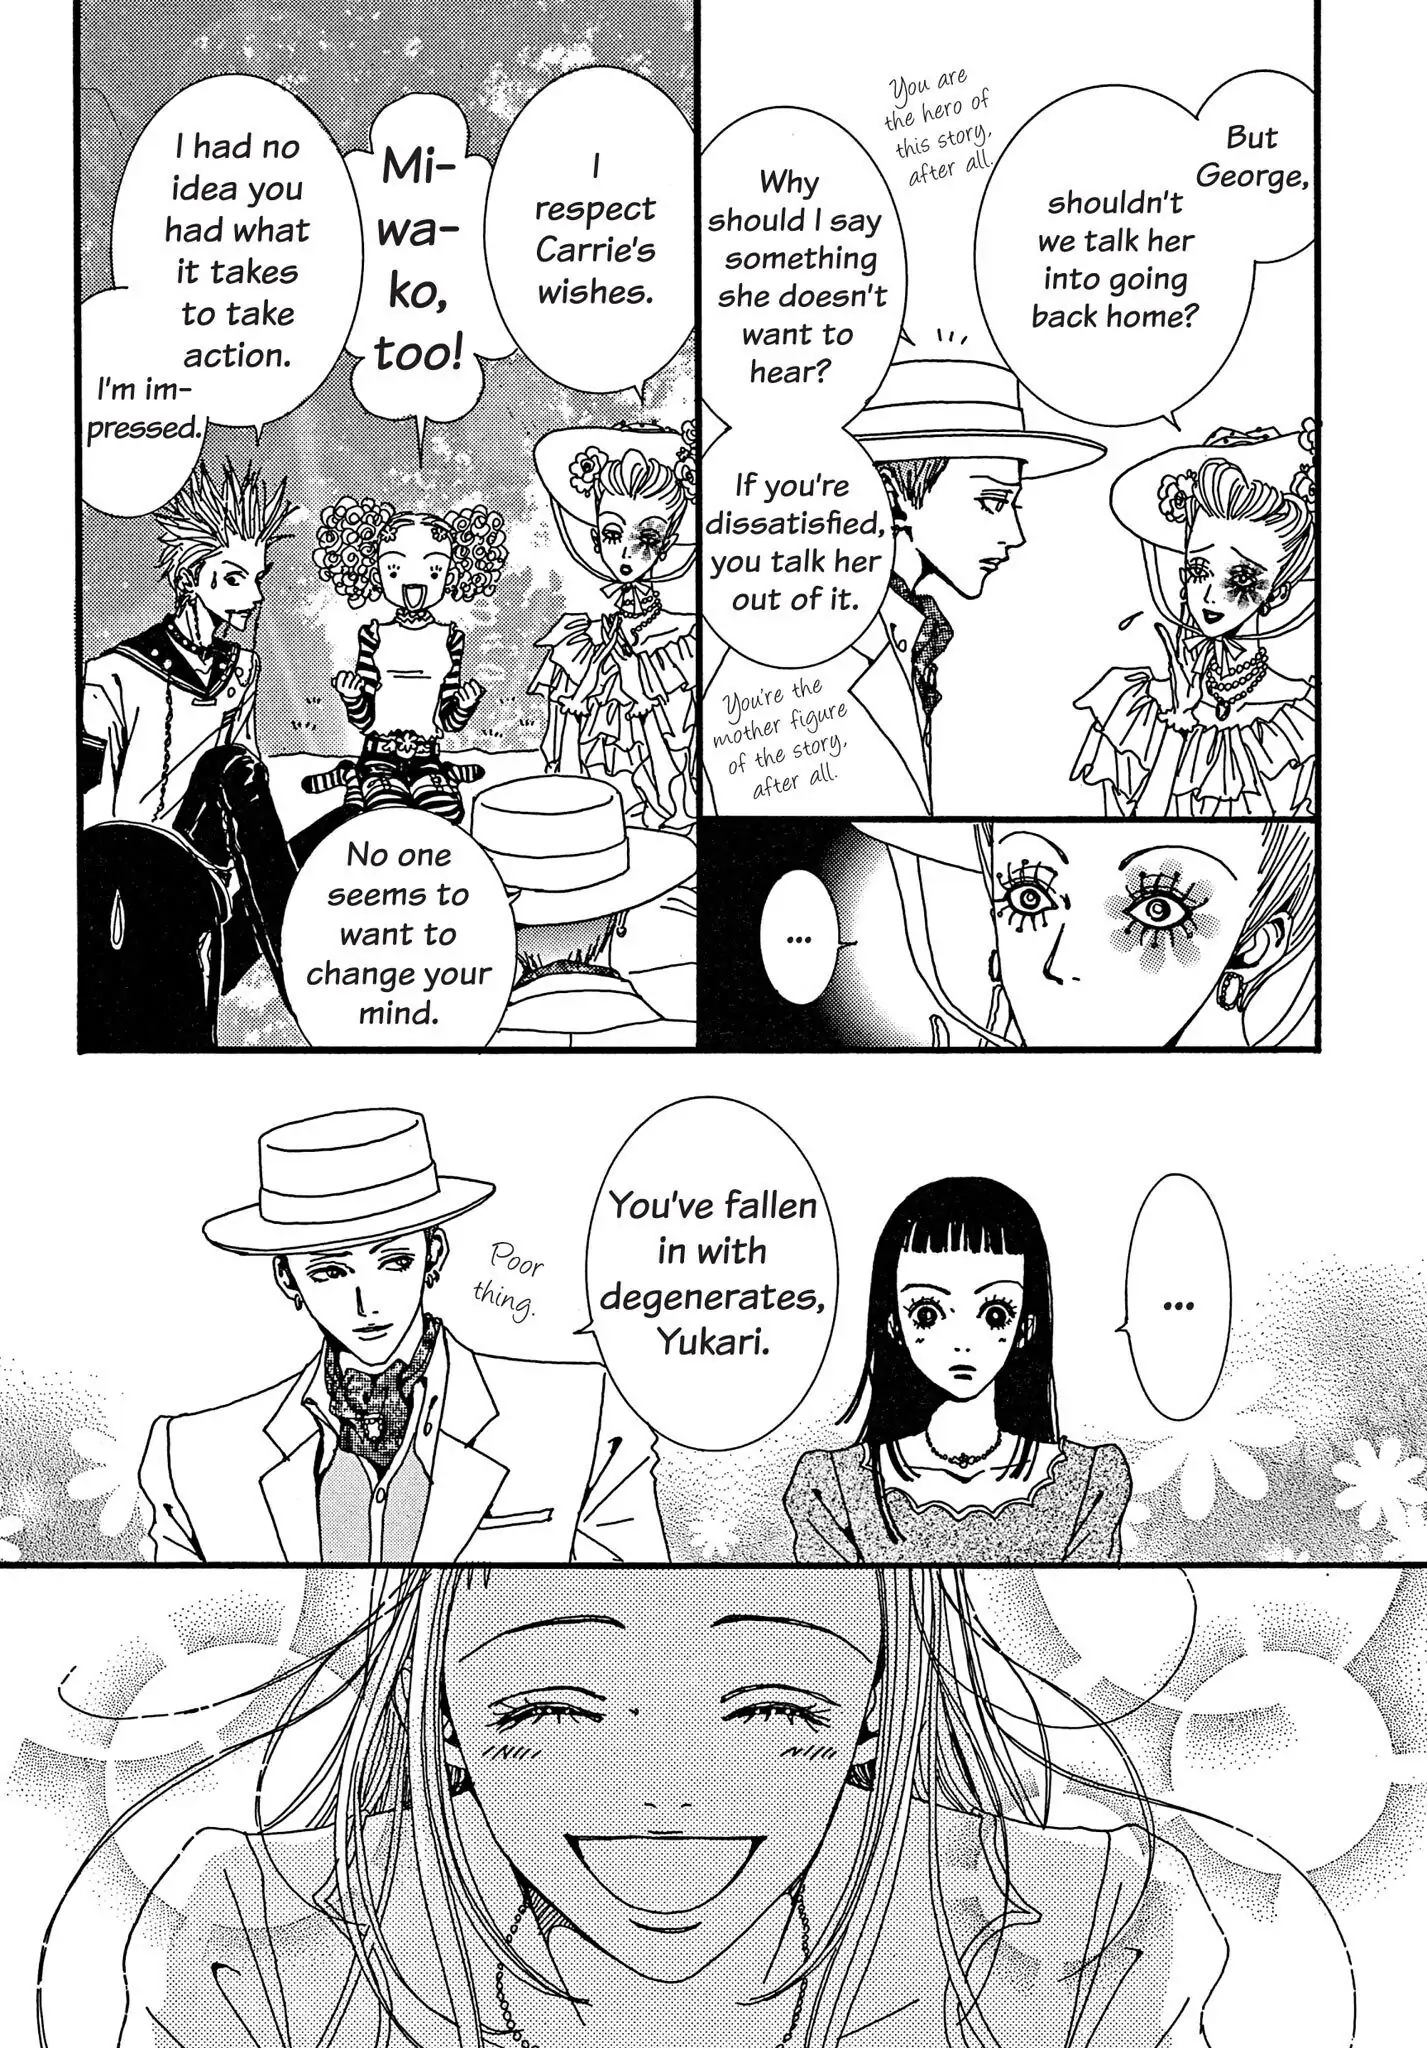 But
George,
shouldn't
we talk her
into going
back home?
You are
the hero of
this story,
after all.
Why
should I say
something
she doesn't
want to
hear?
If you're
dissatisfied,
you talk her
out of it.
You're the
mother figure
of the story,
after all.
...
I
respect
Carrie's
wishes.
Mi-
wa-
ko,
too!
I had no
idea you
had what
it takes
to take
action.
I'm im-
pressed.
No one
seems to
want to
change your
mind.
...
You've fallen
in with
degenerates,
Yukari.
Poor
thing.